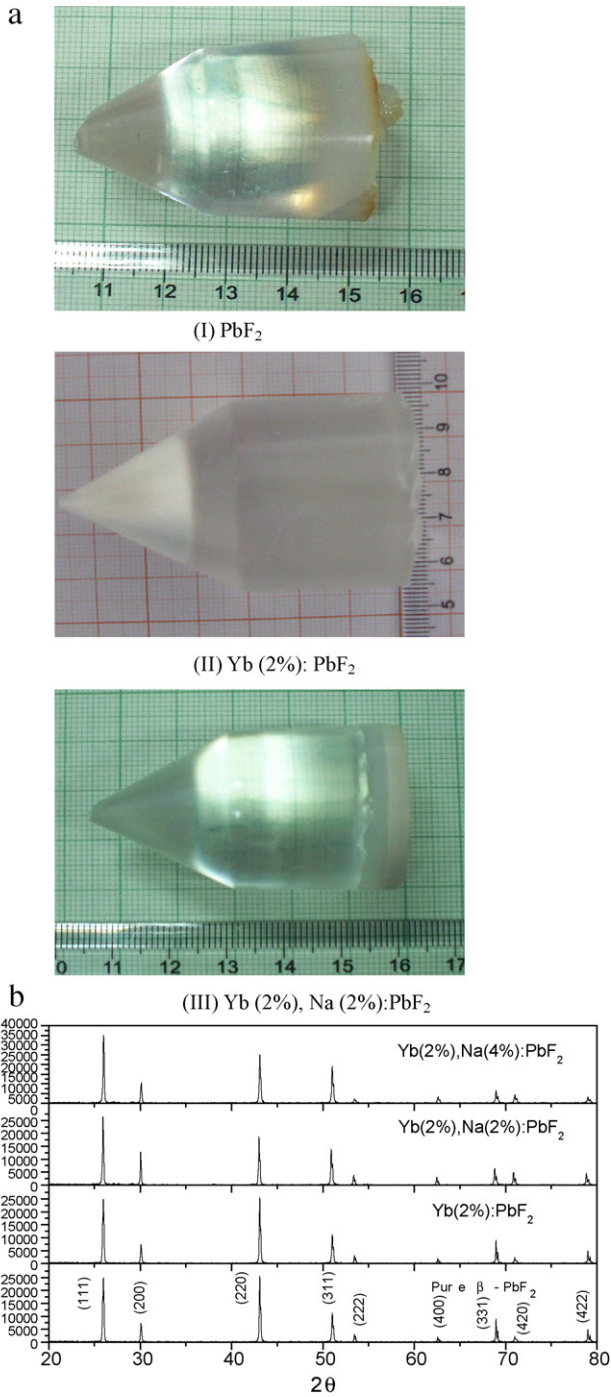 a
11 12 13 14 15 16
(I) PbF₂
10
9
8
7
6
5
(II) Yb (2%): PbF₂
0 11 12 13 14 15 16 17
b
(III) Yb (2%), Na (2%):PbF₂
40000
35000
30000
25000
20000
15000
10000
5000
0
Yb(2%),Na(4%):PbF₂
25000
20000
15000
10000
5000
0
Yb(2%),Na(2%):PbF₂
25000
20000
15000
10000
5000
0
Yb(2%):PbF₂
25000
20000
15000
10000
5000
0
(111) (200) (220) (311) (222) (400) (331) (420) (422)
Pur e β - PbF₂
20 30 40 50 60 70 80
2θ